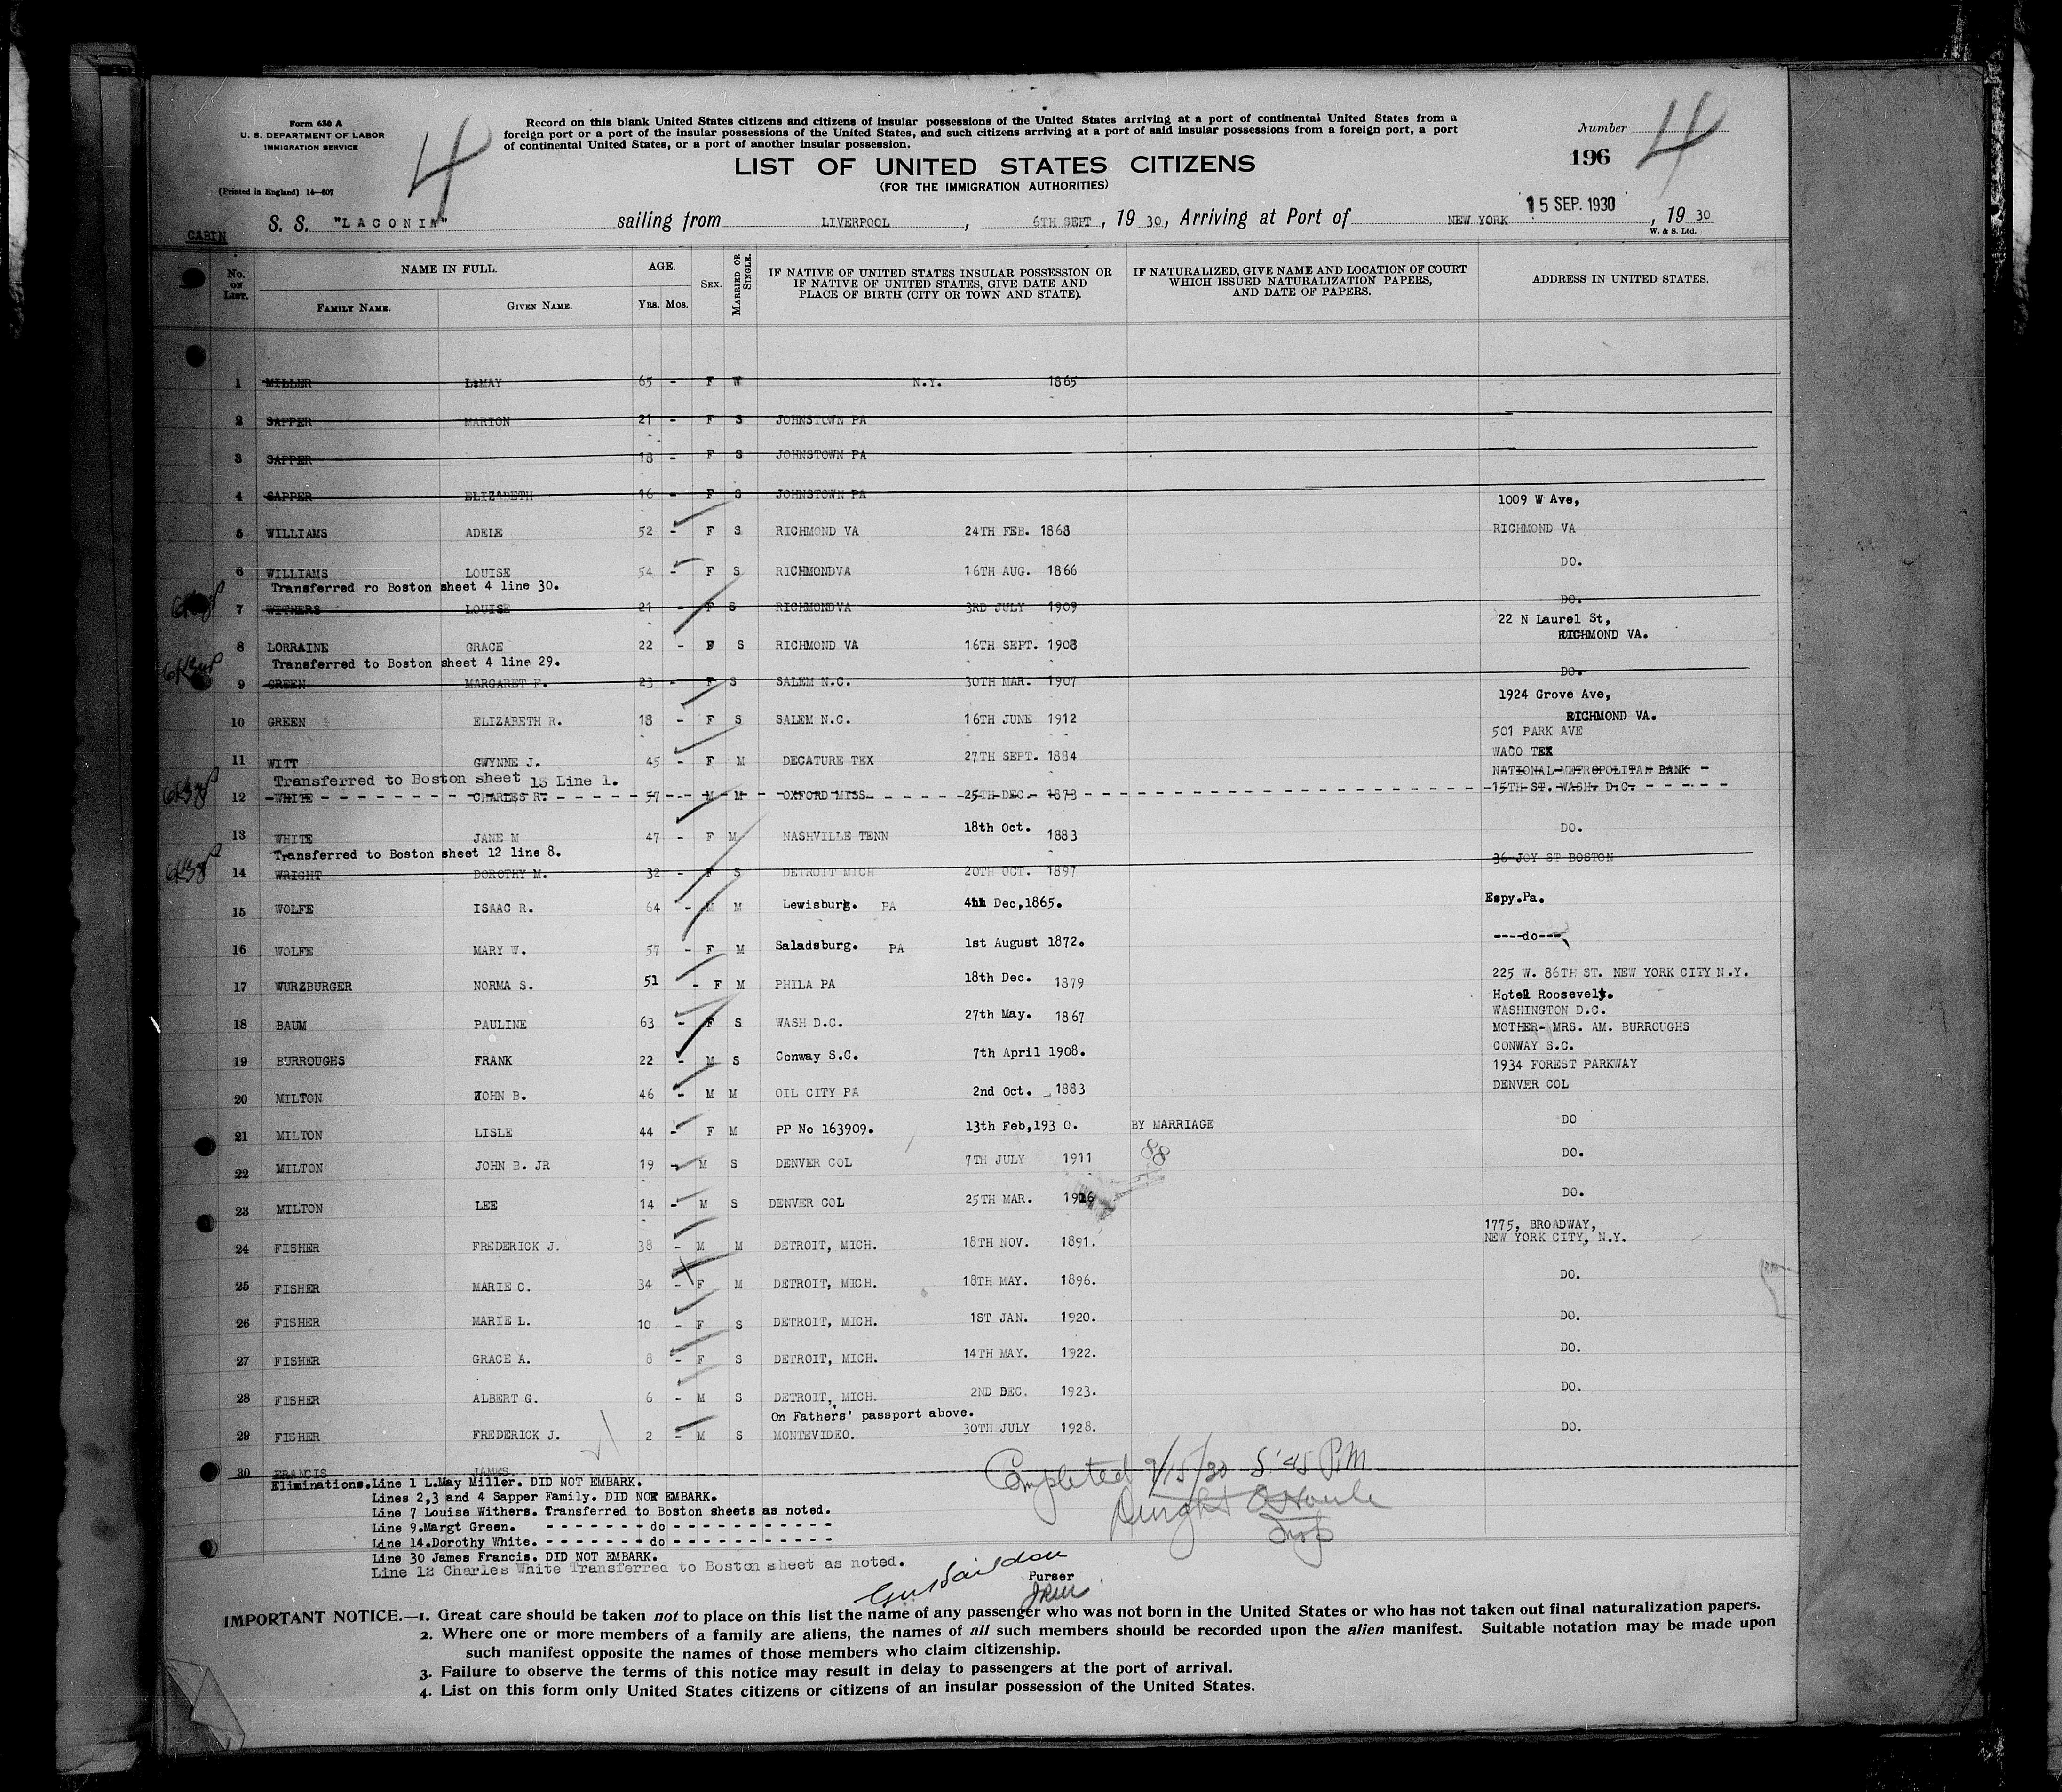 Form 630 A
U. S. DEPARTMENT OF LABOR
IMMIGRATION SERVICE
(Printed in England) 14—607
4
Record on this blank United States citizens and citizens of insular possessions of the United States arriving at a port of continental United States from a
foreign port or a port of the insular possessions of the United States, and such citizens arriving at a port of said insular possessions from a foreign port, a port
of continental United States, or a port of another insular possession.
LIST OF UNITED STATES CITIZENS
(FOR THE IMMIGRATION AUTHORITIES)
Number 4
196
15 SEP. 1930
S. S. "LACONIA" sailing from LIVERPOOL, 6TH SEPT, 19 30, Arriving at Port of NEW YORK, 19 30
W. & S. Ltd.
CABIN
No. ON LIST. NAME IN FULL. AGE. SEX. MARRIED OR SINGLE. IF NATIVE OF UNITED STATES INSULAR POSSESSION OR IF NATIVE OF UNITED STATES, GIVE DATE AND PLACE OF BIRTH (CITY OR TOWN AND STATE). IF NATURALIZED, GIVE NAME AND LOCATION OF COURT WHICH ISSUED NATURALIZATION PAPERS, AND DATE OF PAPERS. ADDRESS IN UNITED STATES.
FAMILY NAME. GIVEN NAME. YRS. MOS.
1 MILLER L.MAY 65 - F W N.Y. 1865
2 SAPPER MARION 21 - F S JOHNSTOWN PA
3 SAPPER 18 - F S JOHNSTOWN PA
4 SAPPER ELIZABETH 16 - F S JOHNSTOWN PA
1009 W Ave,
5 WILLIAMS ADELE 52 - F S RICHMOND VA 24TH FEB. 1868 RICHMOND VA
6 WILLIAMS LOUISE 54 - F S RICHMONDVA 16TH AUG. 1866 DO.
Transferred ro Boston sheet 4 line 30.
7 WITHERS LOUISE 21 - F S RICHMONDVA 3RD JULY 1909 DO.
22 N Laurel St,
8 LORRAINE GRACE 22 - F S RICHMOND VA 16TH SEPT. 1908 RICHMOND VA.
Transferred to Boston sheet 4 line 29.
9 GREEN MARGARET F. 23 - F S SALEM N.C. 30TH MAR. 1907 DO.
1924 Grove Ave,
10 GREEN ELIZABETH R. 18 - F S SALEM N.C. 16TH JUNE 1912 RICHMOND VA.
501 PARK AVE
11 WITT GWYNNE J. 45 - F M DECATURE TEX 27TH SEPT. 1884 WACO TEX
Transferred to Boston sheet 13 Line 1. NATIONAL METROPOLITAN BANK -
12 WHITE CHARLES R. 57 - M M OXFORD MISS 25TH DEC. 1873 15TH ST. WASH. D.C.
13 WHITE JANE M 47 - F M NASHVILLE TENN 18th Oct. 1883 DO.
Transferred to Boston sheet 12 line 8.
14 WRIGHT DOROTHY M. 32 - F S DETROIT MICH 20TH OCT. 1897 36 JOY ST BOSTON
15 WOLFE ISAAC R. 64 - M M Lewisburg. PA 4th Dec,1865. Espy.Pa.
16 WOLFE MARY W. 57 - F M Saladsburg. PA 1st August 1872. ----do---
17 WURZBURGER NORMA S. 51 - F M PHILA PA 18th Dec. 1879 225 W. 86TH ST. NEW YORK CITY N.Y.
Hotel Roosevelt.
18 BAUM PAULINE 63 - F S WASH D.C. 27th May. 1867 WASHINGTON D.C.
MOTHER- MRS. AM. BURROUGHS
19 BURROUGHS FRANK 22 - M S Conway S.C. 7th April 1908. CONWAY S.C.
1934 FOREST PARKWAY
20 MILTON JOHN B. 46 - M M OIL CITY PA 2nd Oct. 1883 DENVER COL
21 MILTON LISLE 44 - F M PP No 163909. 13th Feb,193 0. BY MARRIAGE DO
22 MILTON JOHN B. JR 19 - M S DENVER COL 7TH JULY 1911 DO.
23 MILTON LEE 14 - M S DENVER COL 25TH MAR. 1916 DO.
1775, BROADWAY,
24 FISHER FREDERICK J. 38 - M M DETROIT, MICH. 18TH NOV. 1891. NEW YORK CITY, N.Y.
25 FISHER MARIE C. 34 - F M DETROIT, MICH. 18TH MAY. 1896. DO.
26 FISHER MARIE L. 10 - F S DETROIT, MICH. 1ST JAN. 1920. DO.
27 FISHER GRACE A. 8 - F S DETROIT, MICH. 14TH MAY. 1922. DO.
28 FISHER ALBERT G. 6 - M S DETROIT, MICH. 2ND DEC. 1923. DO.
On Fathers' passport above.
29 FISHER FREDERICK J. 2 - M S MONTEVIDEO. 30TH JULY 1928. DO.
30 FRANCIS JAMES.
Completed 9/15/30 5:45 P.M
Dwight
Insp
Eliminations.Line 1 L.May Miller. DID NOT EMBARK.
Lines 2,3 and 4 Sapper Family. DID NOT EMBARK.
Line 7 Louise Withers. Transferred to Boston sheets as noted.
Line 9.Margt Green. - - - - - - - do - - - - - - - - - - -
Line 14.Dorothy White. - - - - - - - do - - - - - - - - - - -
Line 30 James Francis. DID NOT EMBARK.
Line 12 Charles White Transferred to Boston sheet as noted.
Purser
IMPORTANT NOTICE.—1. Great care should be taken not to place on this list the name of any passenger who was not born in the United States or who has not taken out final naturalization papers.
2. Where one or more members of a family are aliens, the names of all such members should be recorded upon the alien manifest. Suitable notation may be made upon
such manifest opposite the names of those members who claim citizenship.
3. Failure to observe the terms of this notice may result in delay to passengers at the port of arrival.
4. List on this form only United States citizens or citizens of an insular possession of the United States.